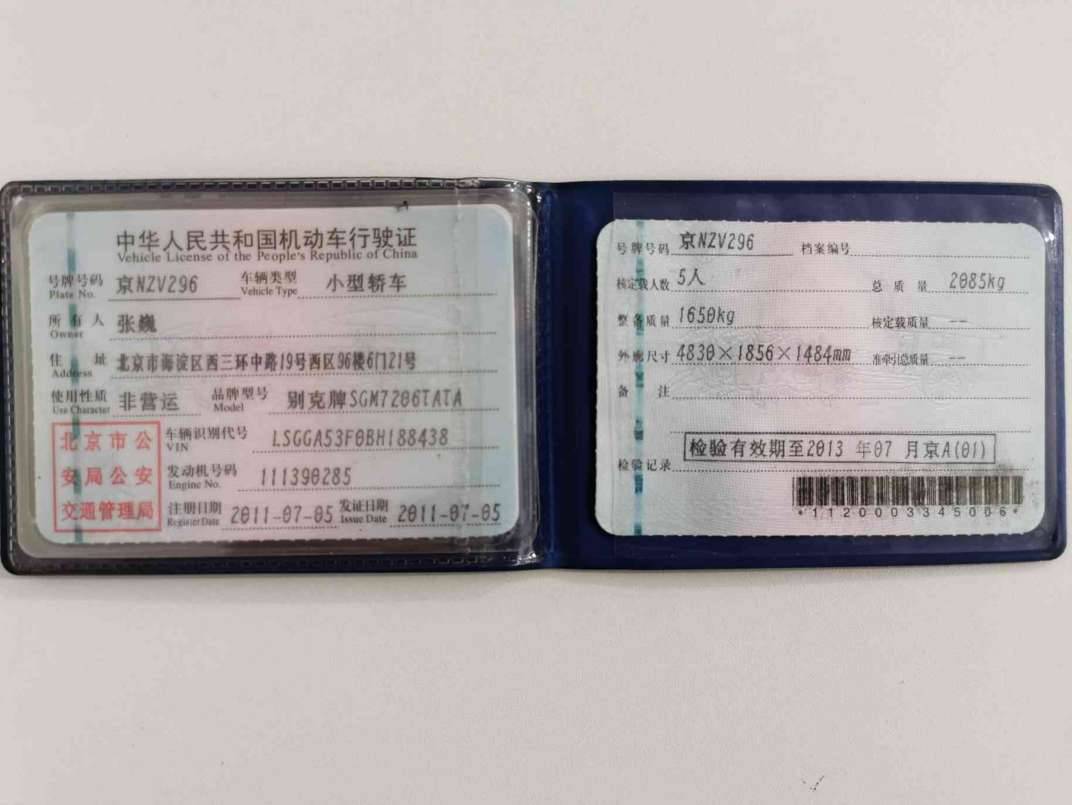 中华人民共和国机动车行驶证
Vehicle License of the People's Republic of China
号牌号码 京NZV296 车辆类型 小型轿车
Plate No. Vehicle Type
所有人 张巍
Owner
住址 北京市海淀区西三环中路19号西区96楼6门21号
Address
使用性质 非营运 品牌型号 别克牌SGM7206TATA
Use Character Model
北京市公安局公安交通管理局
车辆识别代号 LSGGA53F0BH188438
VIN
发动机号码 111390285
Engine No.
注册日期 2011-07-05 发证日期 2011-07-05
Register Date Issue Date
号牌号码 京NZV296 档案编号
核定载人数 5人 总质量 2085kg
整备质量 1650kg 核定载质量 --
外廓尺寸 4830×1856×1484mm 准牵引总质量 --
备注
检验有效期至2013 年07 月京A(01)
检验记录
*1120003345006*